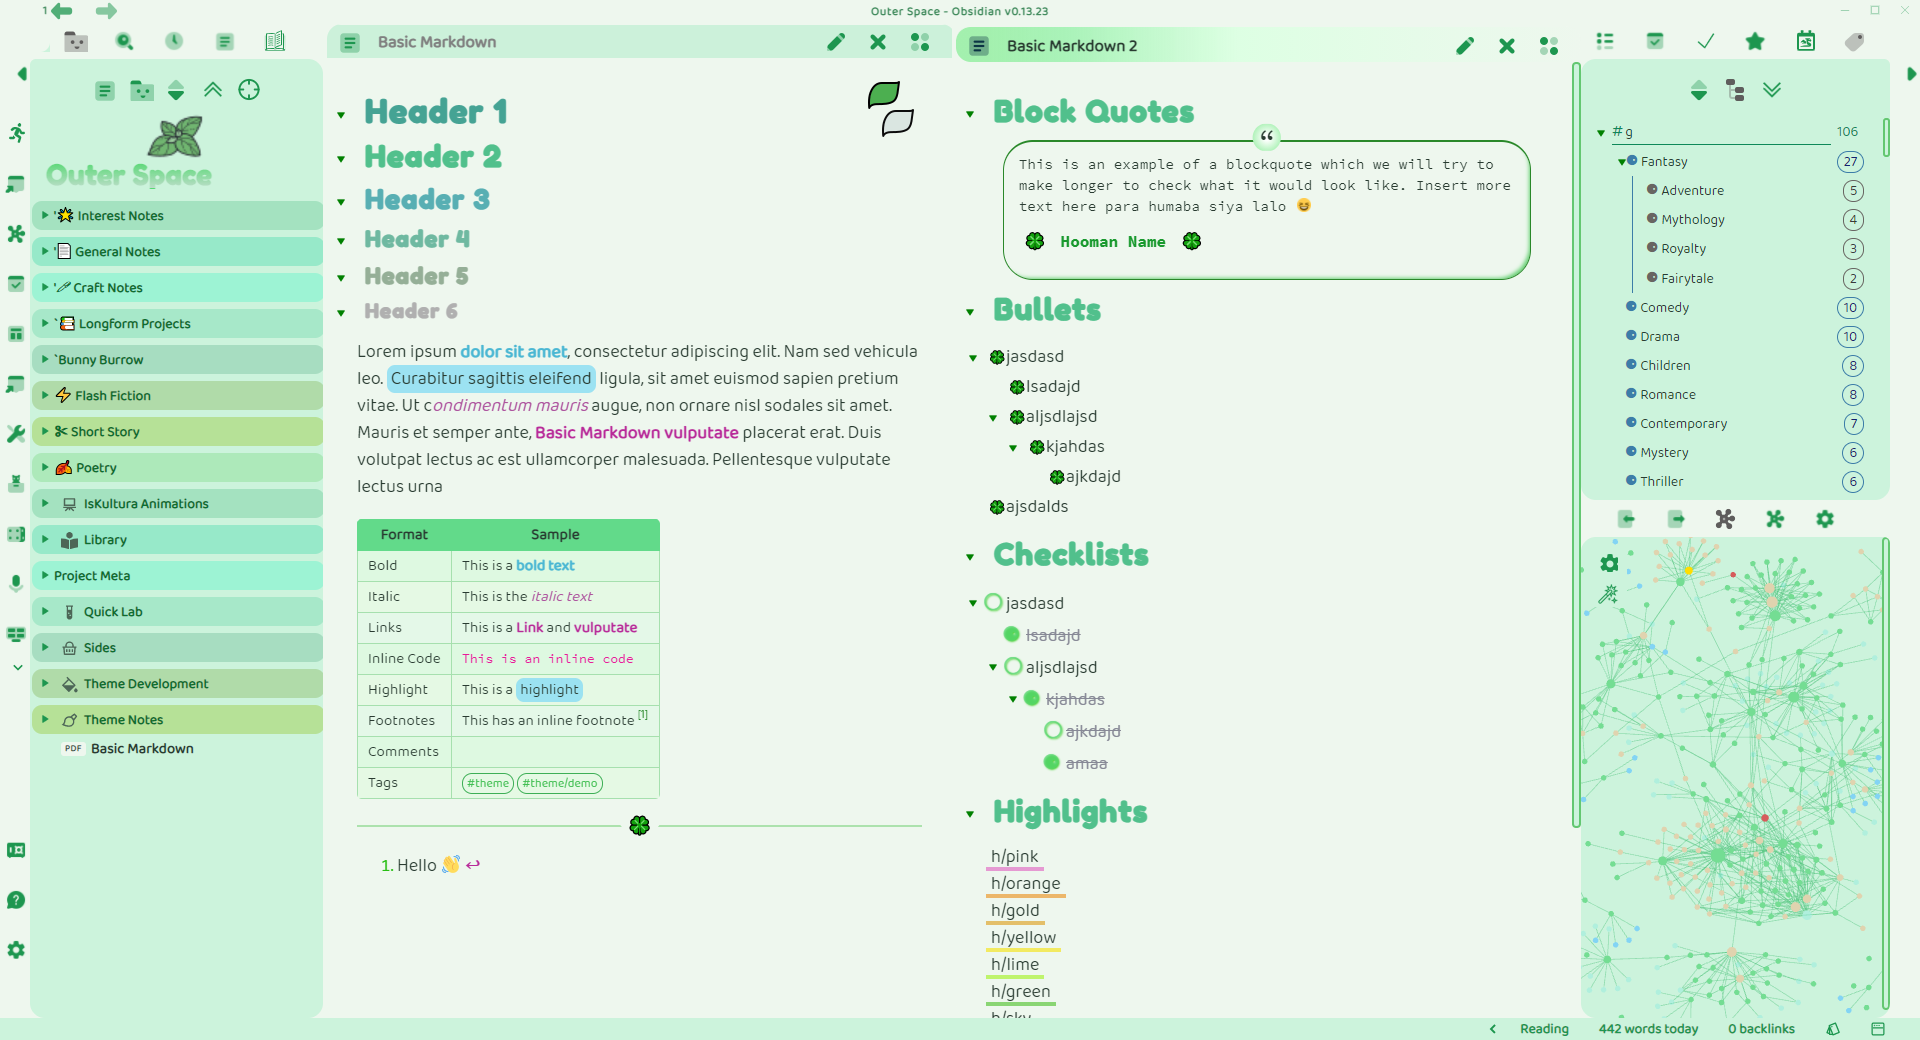 1
Outer Space - Obsidian v0.13.23
Basic Markdown
Basic Markdown 2
Outer Space
Interest Notes
General Notes
Craft Notes
Longform Projects
`Bunny Burrow
Flash Fiction
Short Story
Poetry
IsKultura Animations
Library
Project Meta
Quick Lab
Sides
Theme Development
Theme Notes
PDF Basic Markdown
Header 1
Header 2
Header 3
Header 4
Header 5
Header 6
Lorem ipsum dolor sit amet, consectetur adipiscing elit. Nam sed vehicula
leo. Curabitur sagittis eleifend ligula, sit amet euismod sapien pretium
vitae. Ut condimentum mauris augue, non ornare nisl sodales sit amet.
Mauris et semper ante, Basic Markdown vulputate placerat erat. Duis
volutpat lectus ac est ullamcorper malesuada. Pellentesque vulputate
lectus urna
Format Sample
Bold This is a bold text
Italic This is the italic text
Links This is a Link and vulputate
Inline Code This is an inline code
Highlight This is a highlight
Footnotes This has an inline footnote [1]
Comments
Tags #theme #theme/demo
1. Hello 👋 ↩
Block Quotes
“
This is an example of a blockquote which we will try to
make longer to check what it would look like. Insert more
text here para humaba siya lalo 😆
🍀 Hooman Name 🍀
Bullets
jasdasd
lsadajd
aljsdlajsd
kjahdas
ajkdajd
ajsdalds
Checklists
jasdasd
lsadajd
aljsdlajsd
kjahdas
ajkdajd
amaa
Highlights
h/pink
h/orange
h/gold
h/yellow
h/lime
h/green
h/sky
# g 106
Fantasy 27
Adventure 5
Mythology 4
Royalty 3
Fairytale 2
Comedy 10
Drama 10
Children 8
Romance 8
Contemporary 7
Mystery 6
Thriller 6
Reading 442 words today 0 backlinks